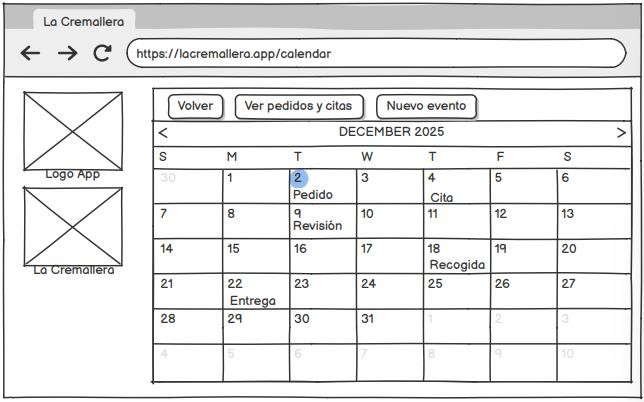 La Cremallera
https://lacremallera.app/calendar
Logo App
La Cremallera
Volver Ver pedidos y citas Nuevo evento
< DECEMBER 2025 >
S M T W T F S
30 1 2 3 4 5 6
Pedido Cita
7 8 9 10 11 12 13
Revisión
14 15 16 17 18 19 20
Recogida
21 22 23 24 25 26 27
Entrega
28 29 30 31 1 2 3
4 5 6 7 8 9 10